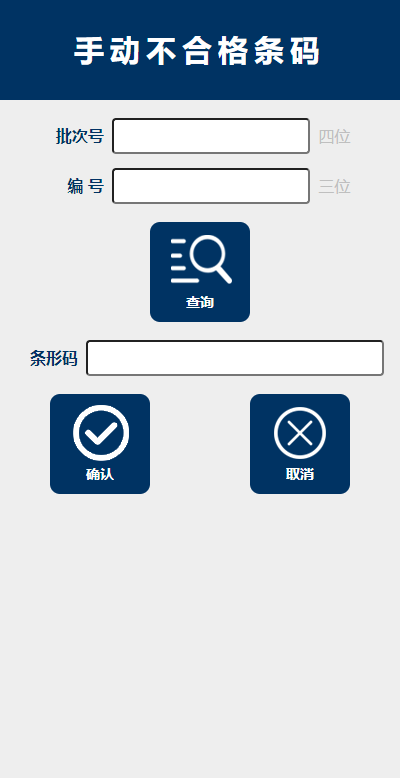 手动不合格条码
批次号 四位
编 号 三位
查询
条形码
确认 取消